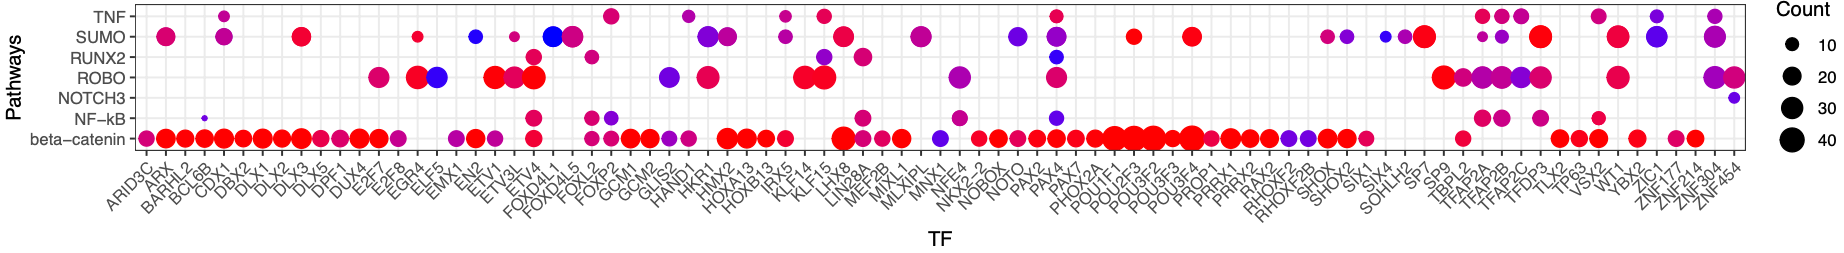 Pathways
TNF
SUMO
RUNX2
ROBO
NOTCH3
NF−kB
beta−catenin
ARID3C
ARX
BARHL2
BCL6B
CDX1
DBX2
DLX1
DLX2
DLX3
DLX5
DPF1
DUX4
E2F7
E2F8
EGR4
ELF5
EMX1
EN2
ETV1
ETV3L
ETV4
FOXD4L1
FOXD4L5
FOXL2
FOXP2
GCM1
GCM2
GLIS2
HAND1
HKR1
HMX2
HOXA13
HOXB13
IRX5
KLF14
KLF15
LHX8
LIN28A
MEF2B
MIXL1
MLXIPL
MNX1
NFE4
NKX2−2
NOBOX
NOTO
PAX2
PAX4
PAX7
PHOX2A
POU1F1
POU2F3
POU3F2
POU3F3
POU3F4
PROP1
PRRX1
PRRX2
RAX2
RHOXF2
RHOXF2B
SHOX
SHOX2
SIX1
SIX4
SOHLH2
SP7
SP9
TBPL2
TFAP2A
TFAP2B
TFAP2C
TFDP3
TLX2
TP63
VSX2
WT1
YBX2
ZIC1
ZNF177
ZNF214
ZNF304
ZNF454
TF
Count
10
20
30
40